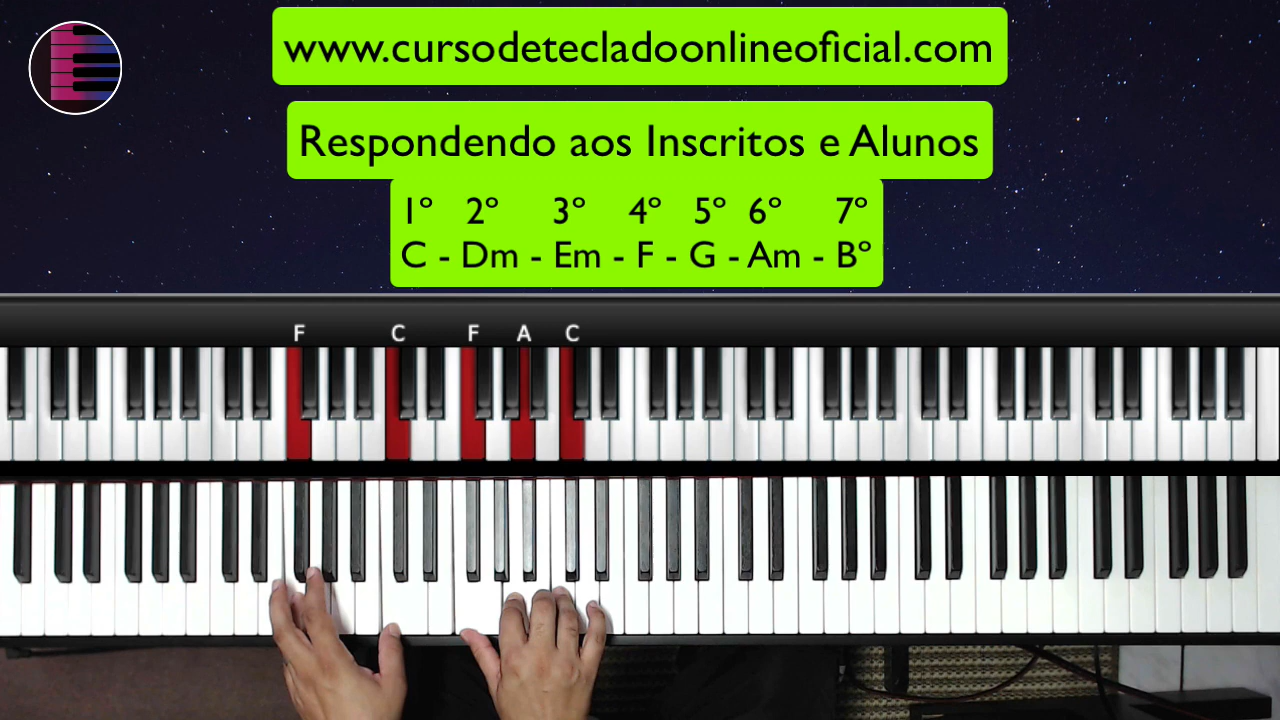 www.cursodetecladoonlineoficial.com
Respondendo aos Inscritos e Alunos
1º 2º 3º 4º 5º 6º 7º
C - Dm - Em - F - G - Am - Bº
F C F A C